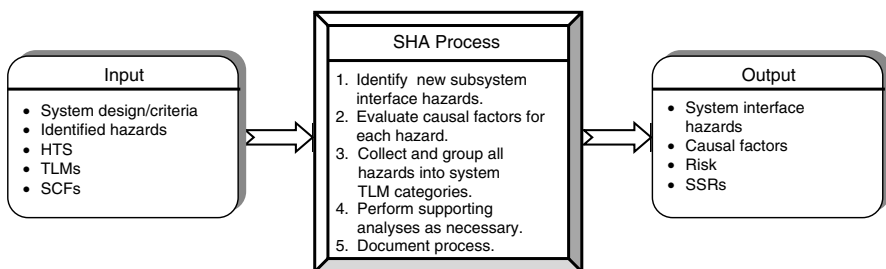 Input
• System design/criteria
• Identified hazards
• HTS
• TLMs
• SCFs
SHA Process
1. Identify new subsystem
interface hazards.
2. Evaluate causal factors for
each hazard.
3. Collect and group all
hazards into system
TLM categories.
4. Perform supporting
analyses as necessary.
5. Document process.
Output
• System interface
hazards
• Causal factors
• Risk
• SSRs